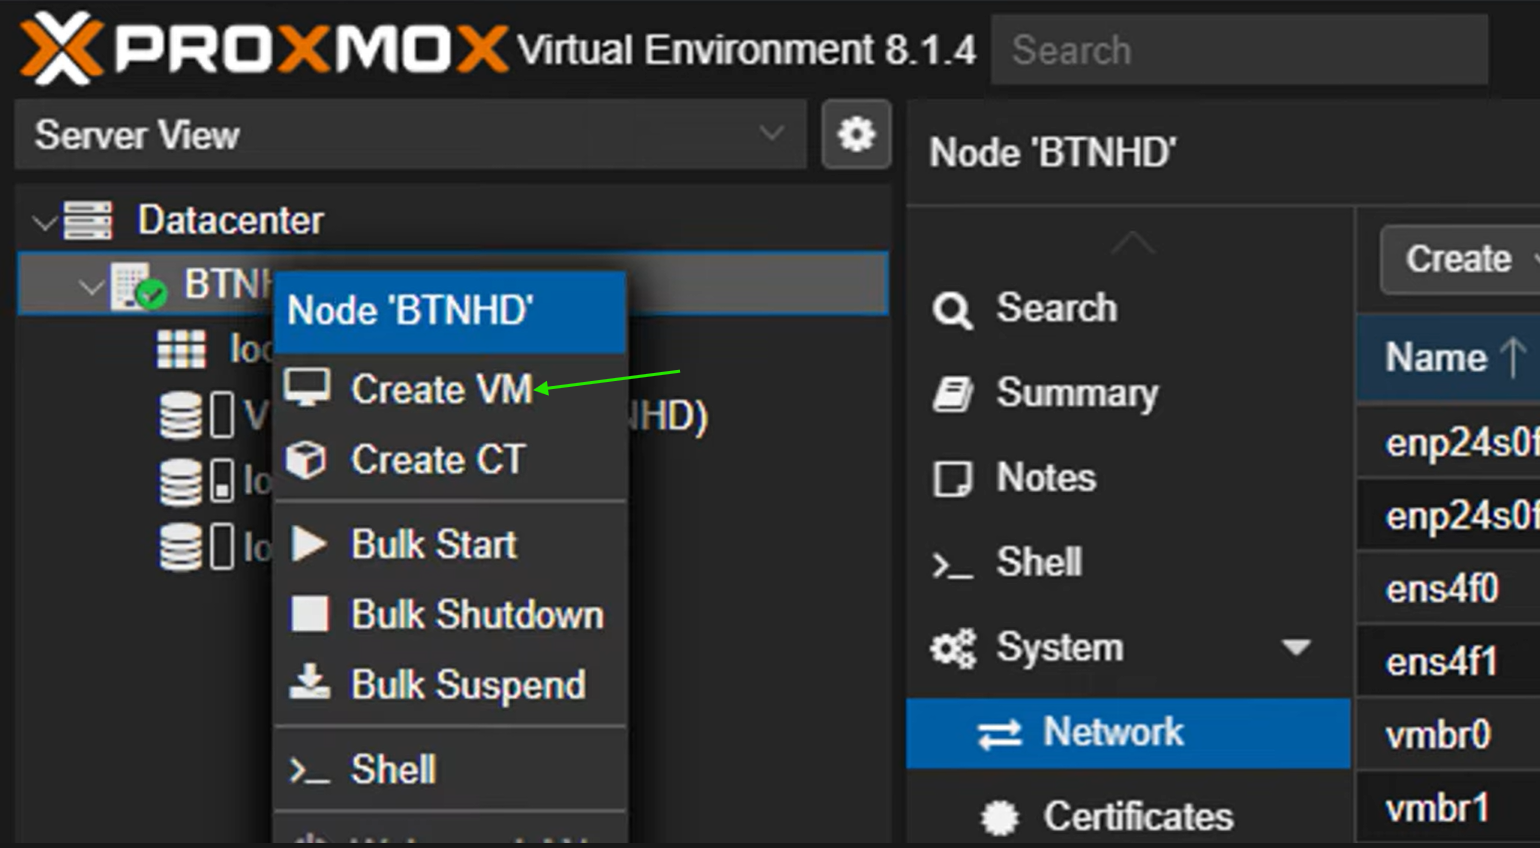 PROXMOX Virtual Environment 8.1.4
Search
Server View
Datacenter
Node 'BTNHD'
Create VM
Create CT
Bulk Start
Bulk Shutdown
Bulk Suspend
Shell
Node 'BTNHD'
Search
Summary
Notes
Shell
System
Network
Certificates
Create
Name
enp24s0f
enp24s0f
ens4f0
ens4f1
vmbr0
vmbr1